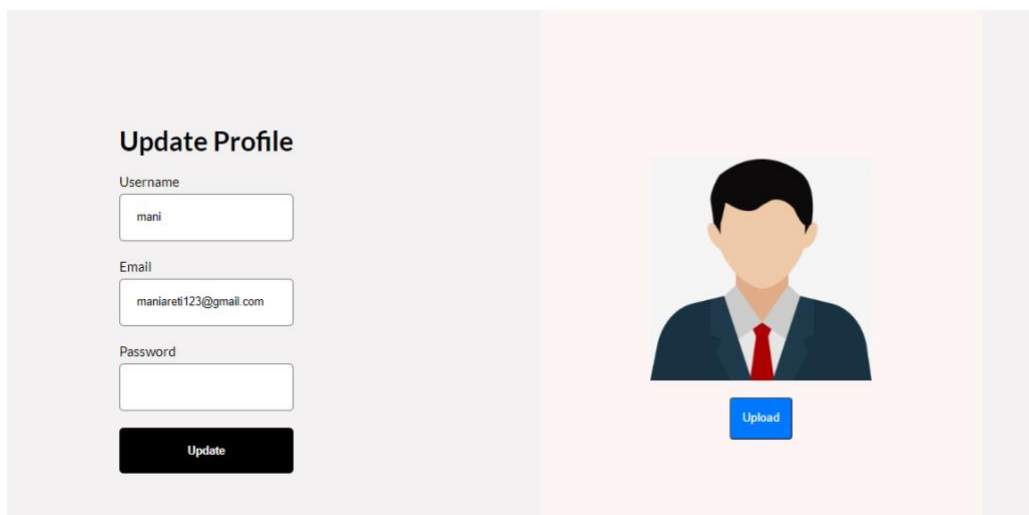 Update Profile
Username
mani
Email
maniareti123@gmail.com
Password
Update
Upload